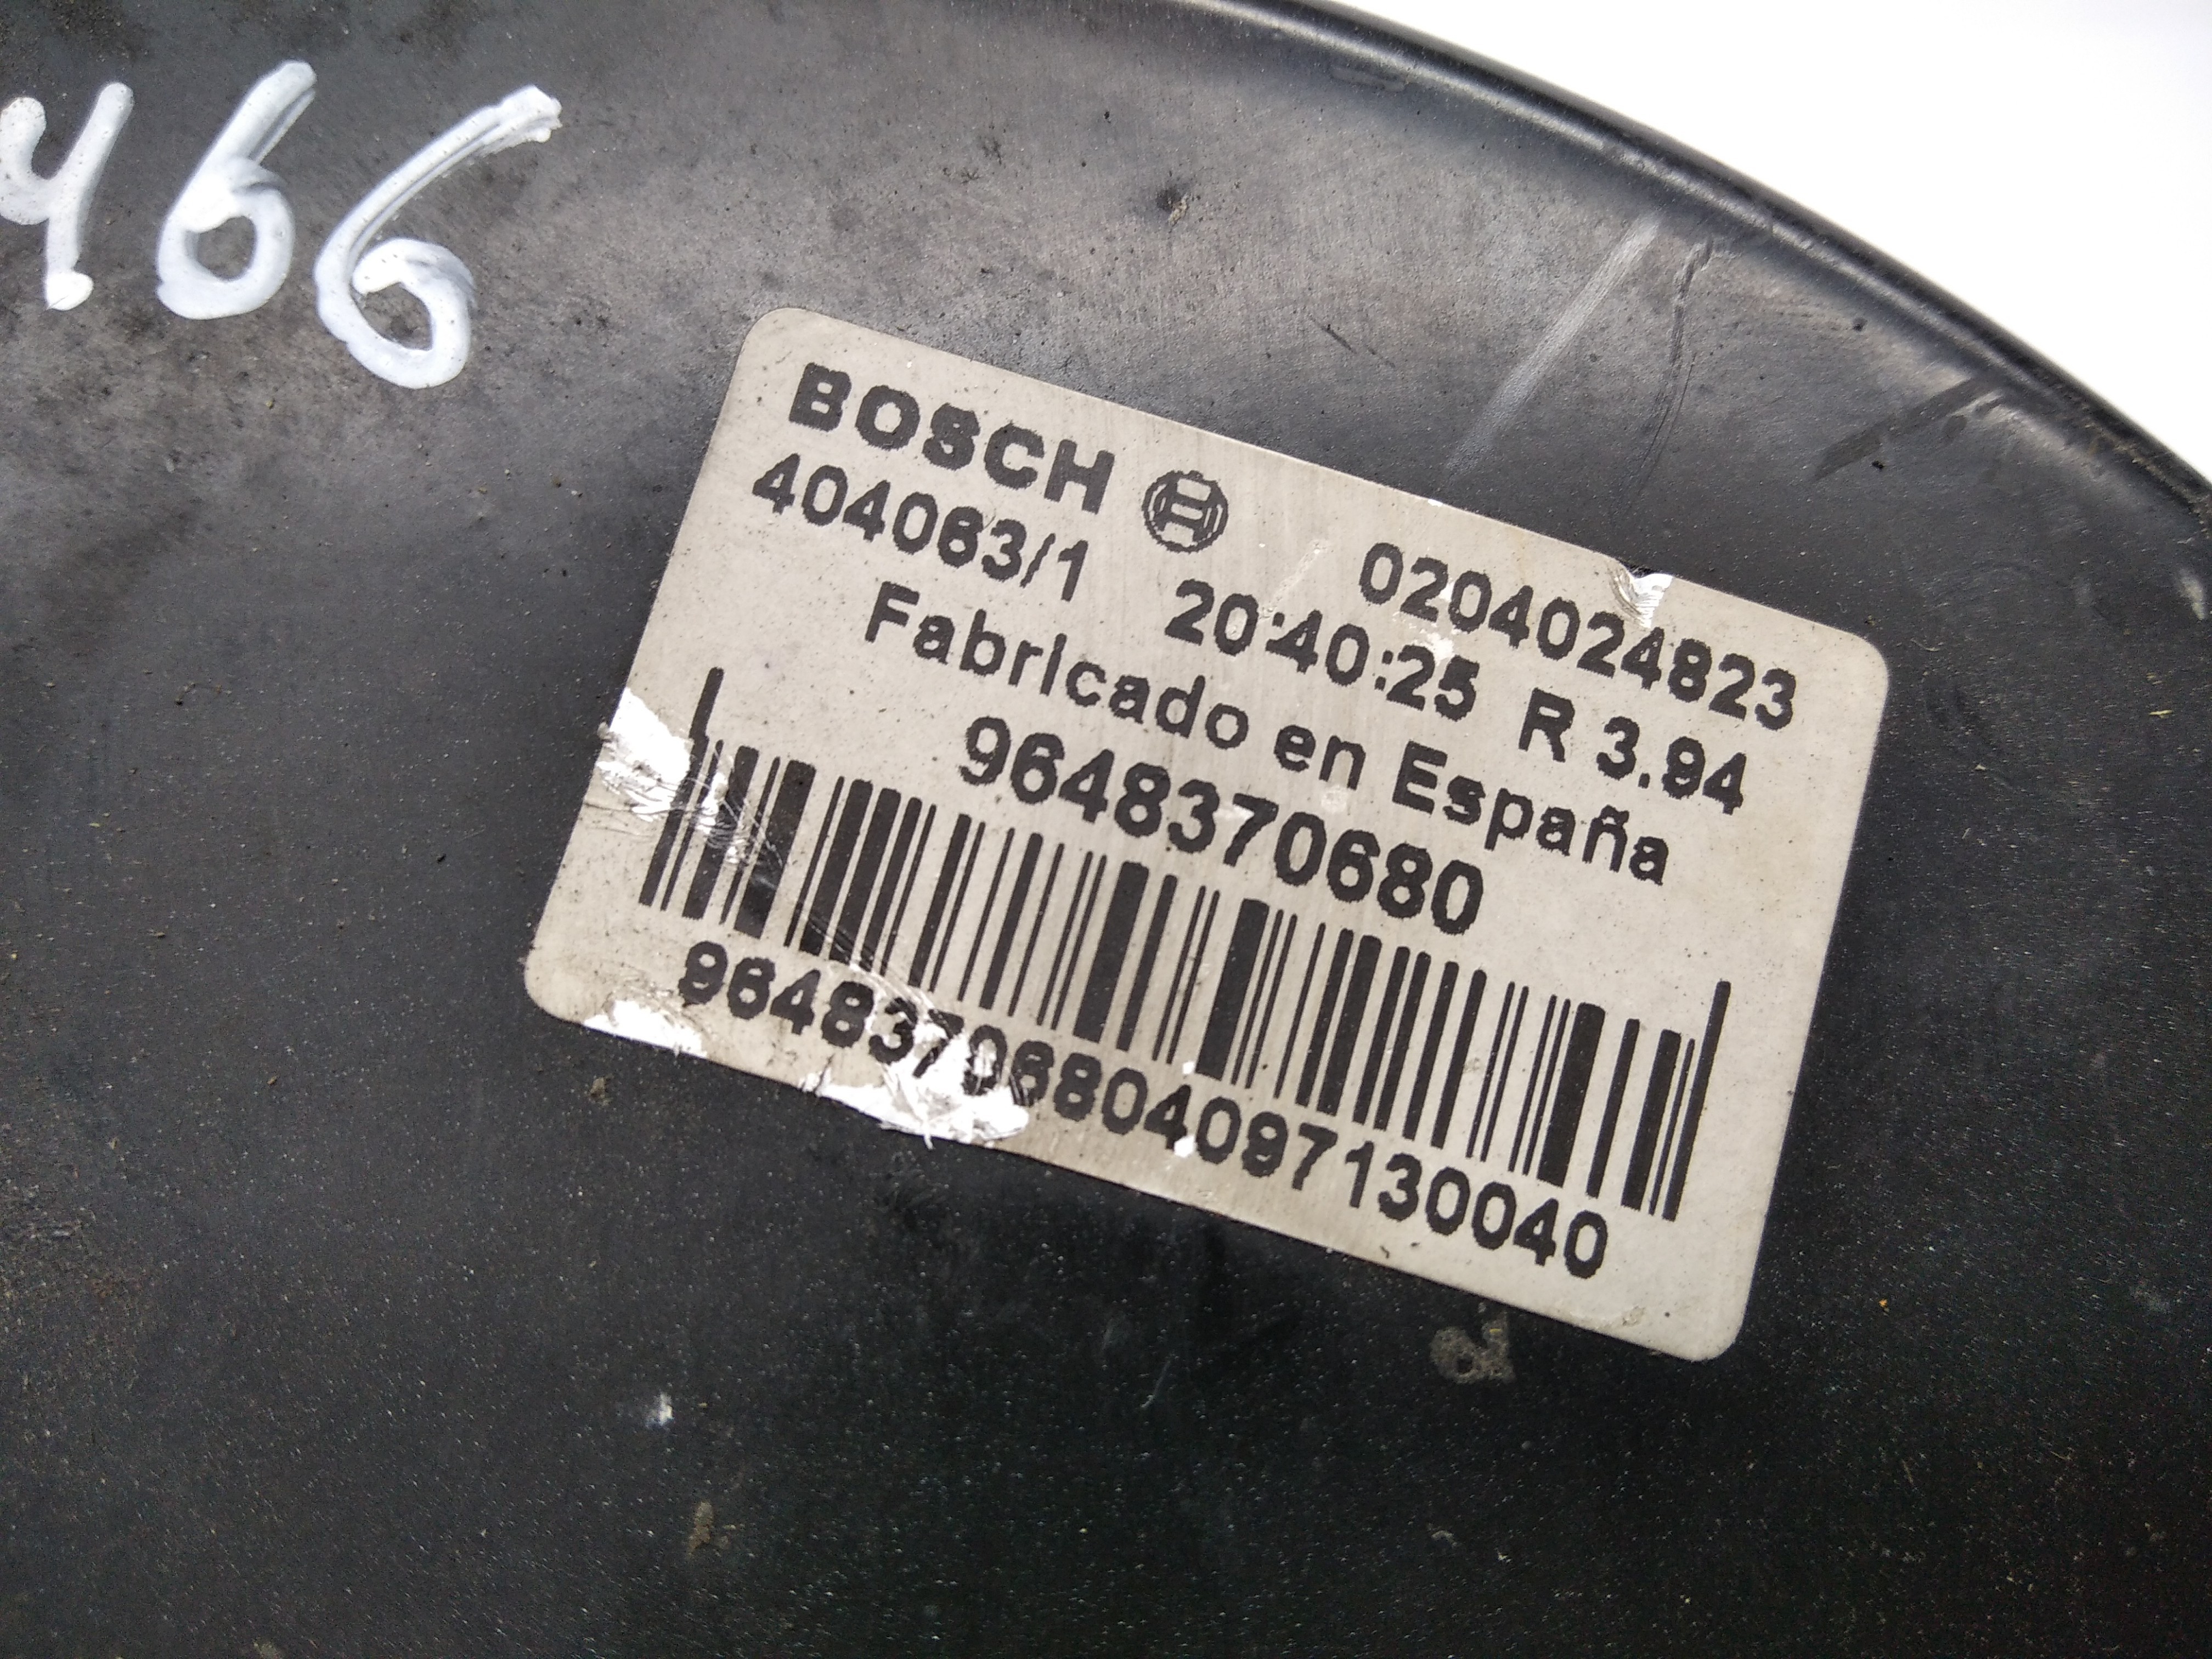 466
BOSCH 0204024823
404063/1 20:40:25 R 3.94
Fabricado en España
9648370680
96483706804097130040